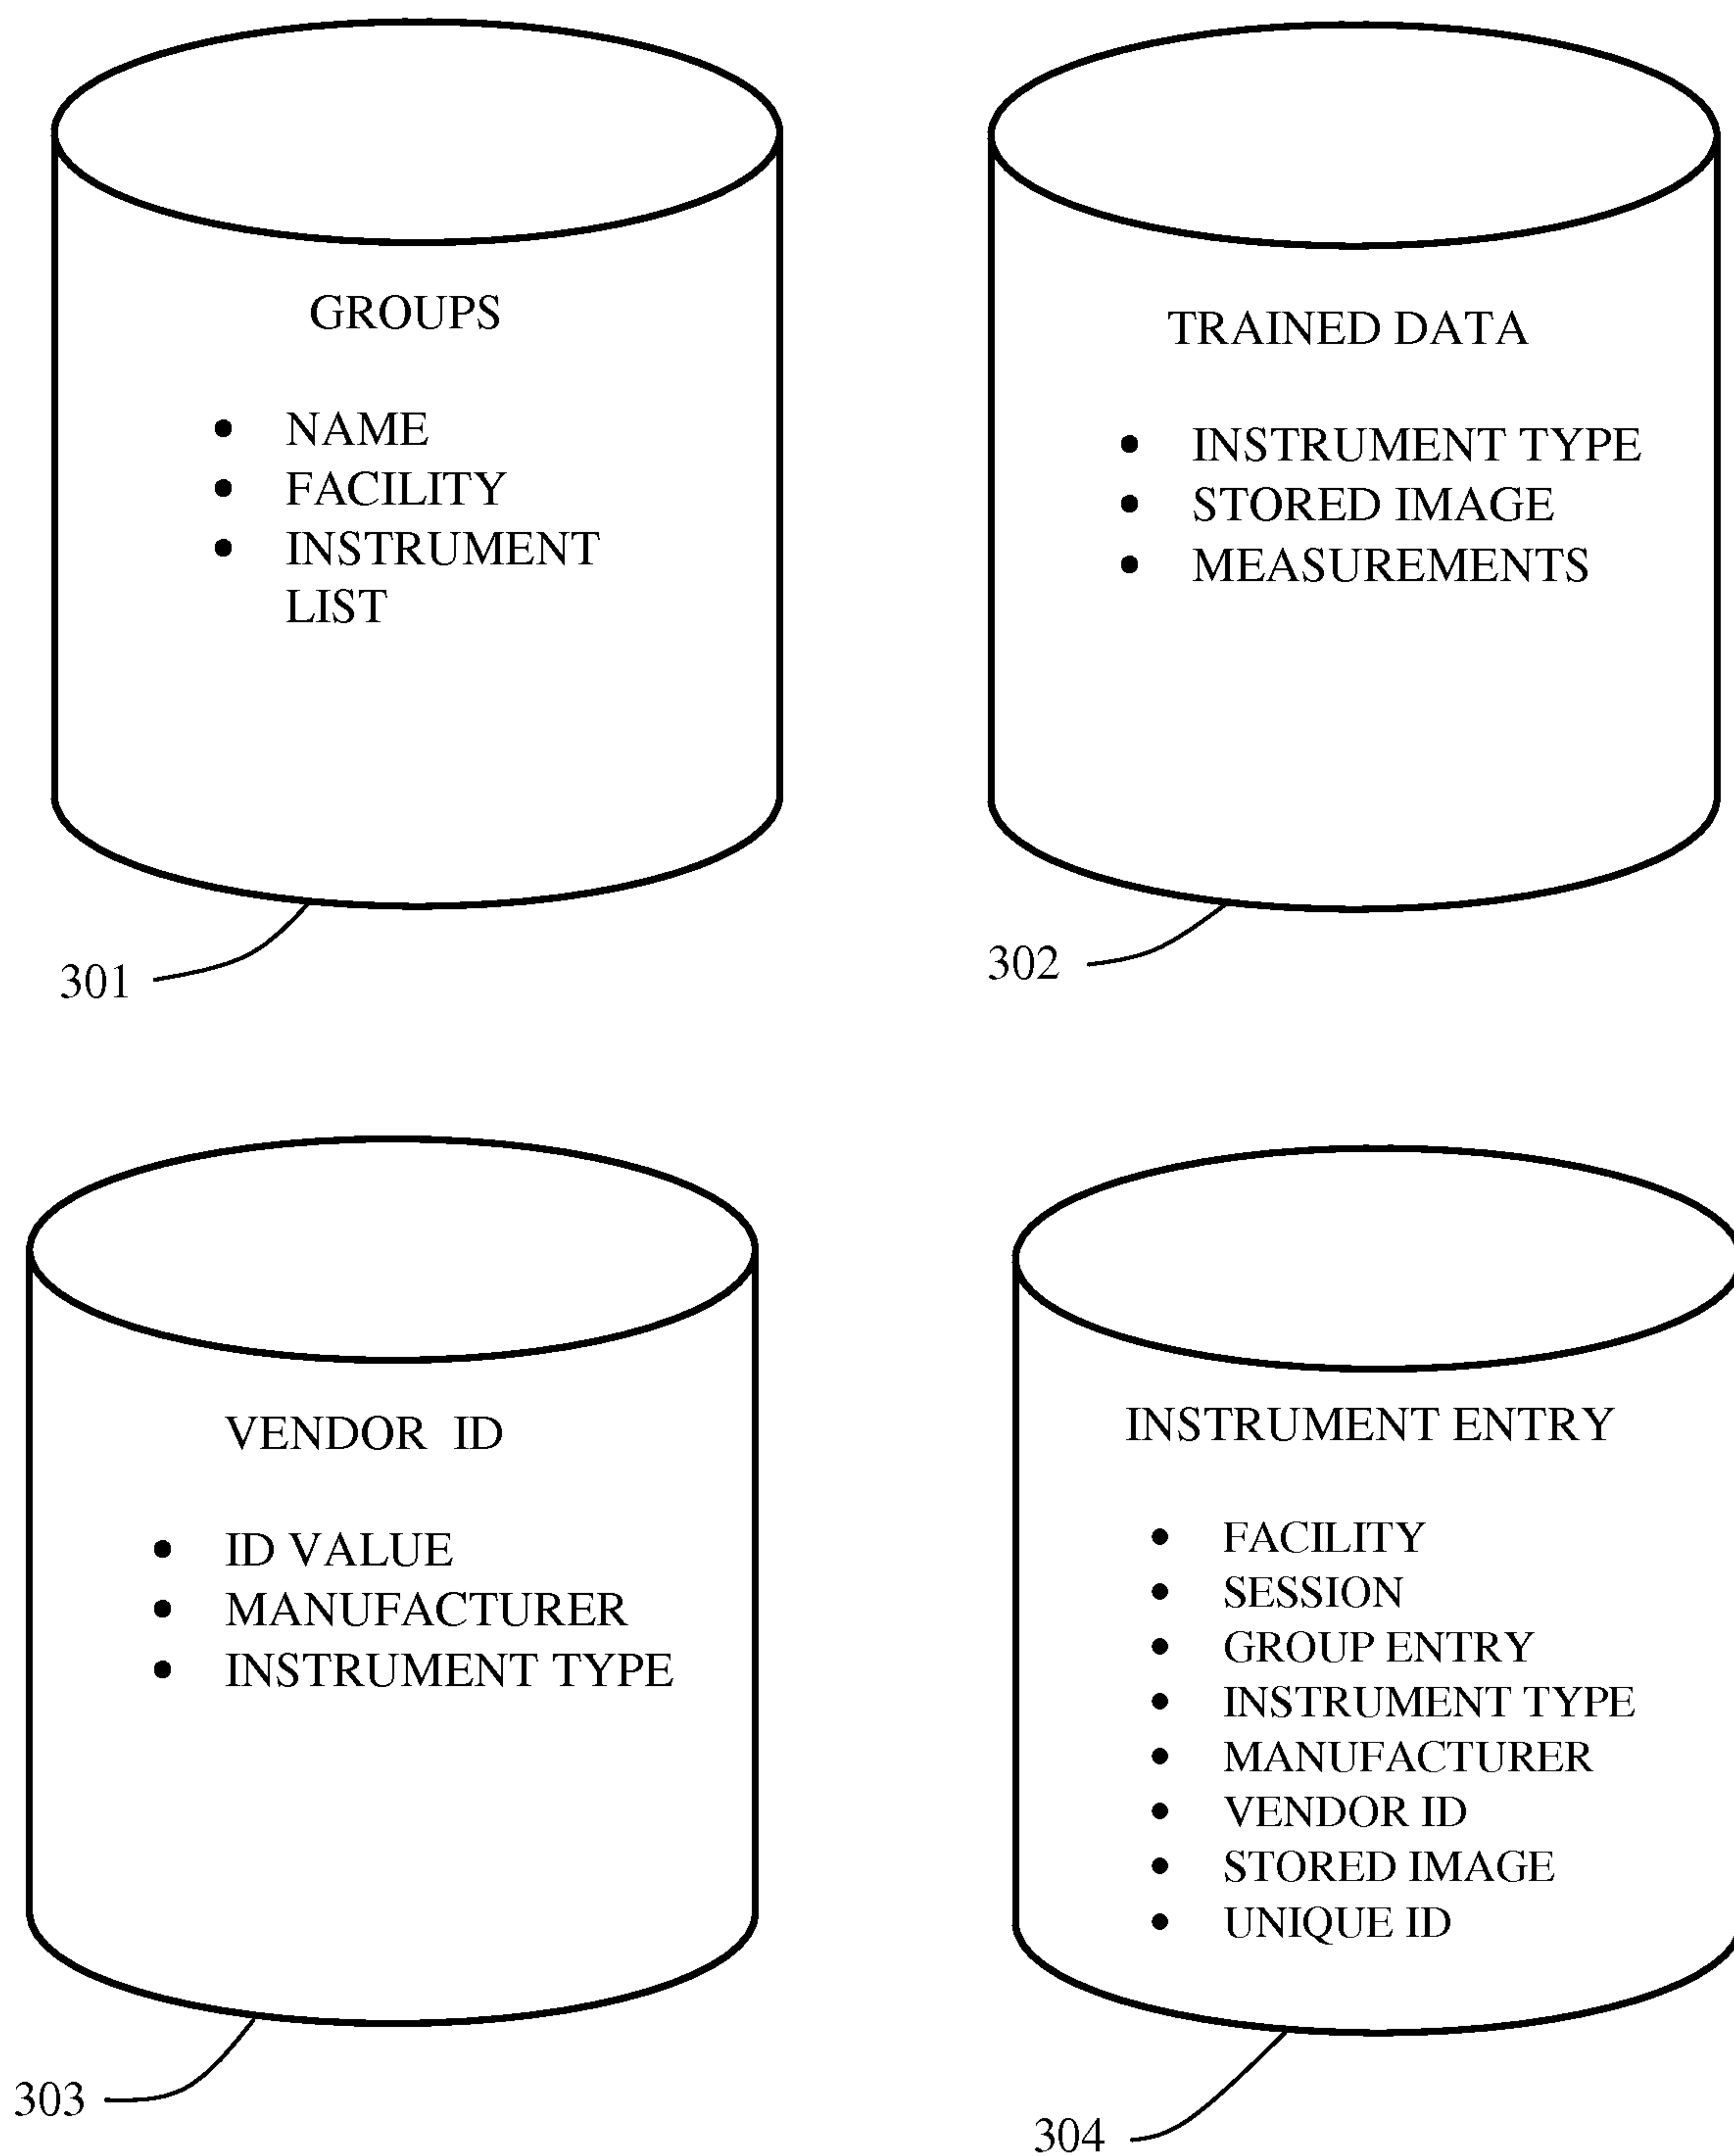 GROUPS
• NAME
• FACILITY
• INSTRUMENT
LIST
301
TRAINED DATA
• INSTRUMENT TYPE
• STORED IMAGE
• MEASUREMENTS
302
VENDOR ID
• ID VALUE
• MANUFACTURER
• INSTRUMENT TYPE
303
INSTRUMENT ENTRY
• FACILITY
• SESSION
• GROUP ENTRY
• INSTRUMENT TYPE
• MANUFACTURER
• VENDOR ID
• STORED IMAGE
• UNIQUE ID
304